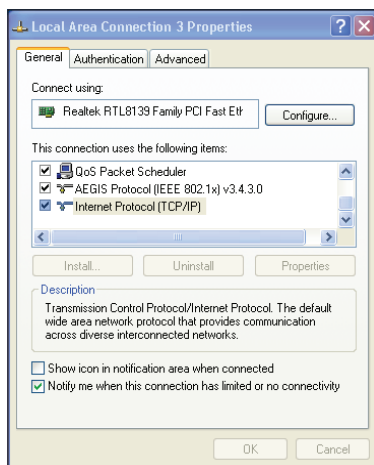 Local Area Connection 3 Properties
General Authentication Advanced
Connect using:
Realtek RTL8139 Family PCI Fast Eth
Configure...
This connection uses the following items:
QoS Packet Scheduler
AEGIS Protocol (IEEE 802.1x) v3.4.3.0
Internet Protocol (TCP/IP)
Install... Uninstall Properties
Description
Transmission Control Protocol/Internet Protocol. The default
wide area network protocol that provides communication
across diverse interconnected networks.
Show icon in notification area when connected
Notify me when this connection has limited or no connectivity
OK Cancel